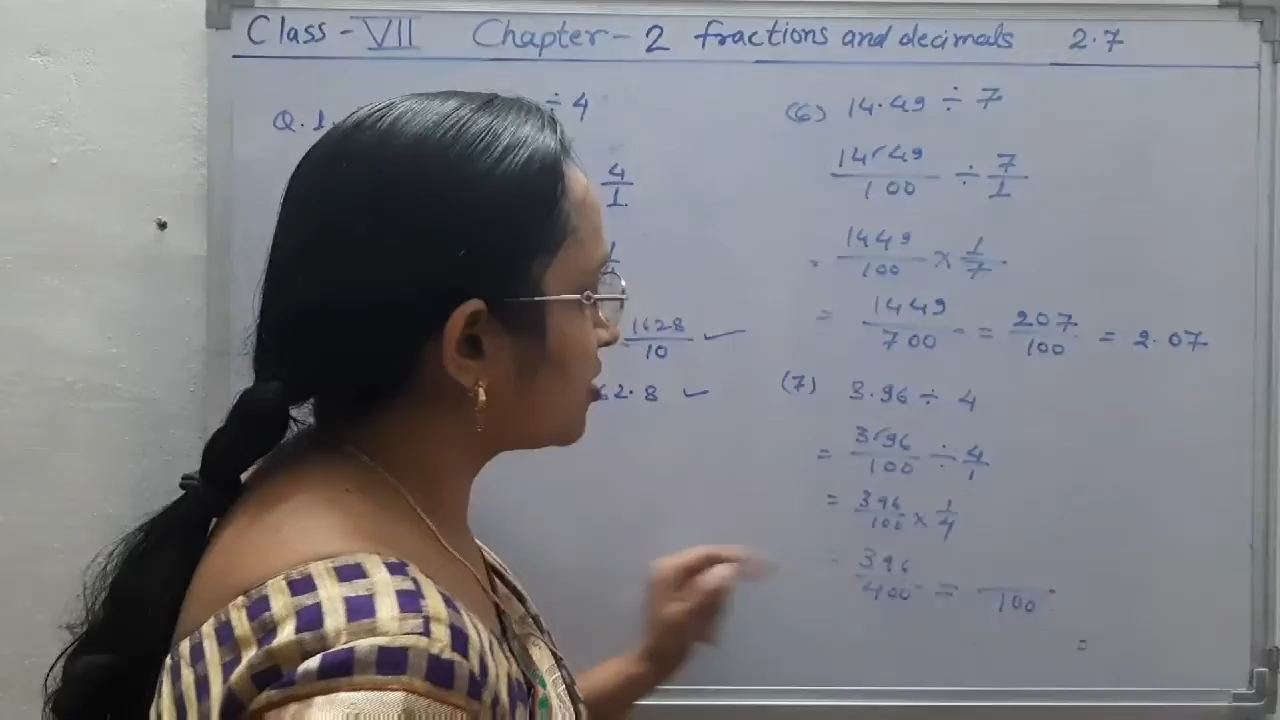 Class - VII Chapter - 2 fractions and decimals 2.7
Q.1. ÷ 4
4/1
1
1628/10 ✓
62.8 ✓
(6) 14.49 ÷ 7
1449/100 ÷ 7/1
= 1449/100 × 1/7
= 1449/700 = 207/100 = 2.07
(7) 3.96 ÷ 4
= 396/100 ÷ 4/1
= 396/100 × 1/4
= 396/400 = /100
=